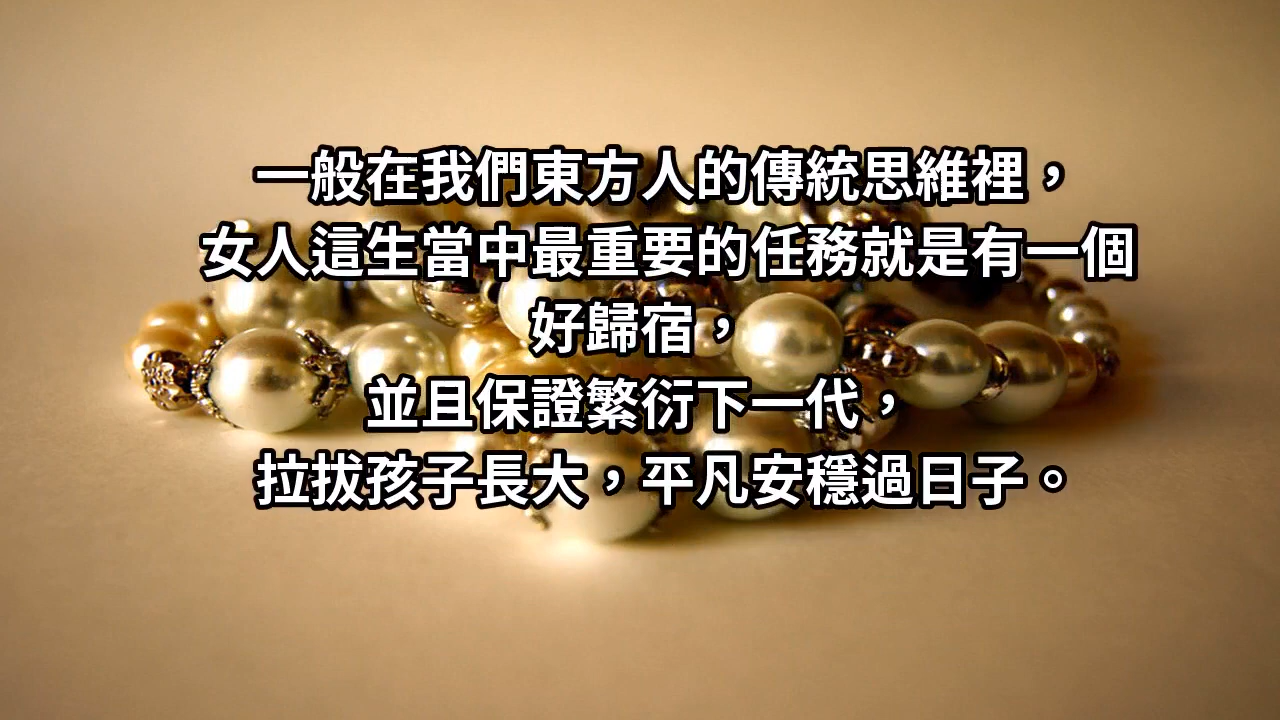 一般在我們東方人的傳統思維裡，
女人這生當中最重要的任務就是有一個
好歸宿，
並且保證繁衍下一代，
拉拔孩子長大，平凡安穩過日子。